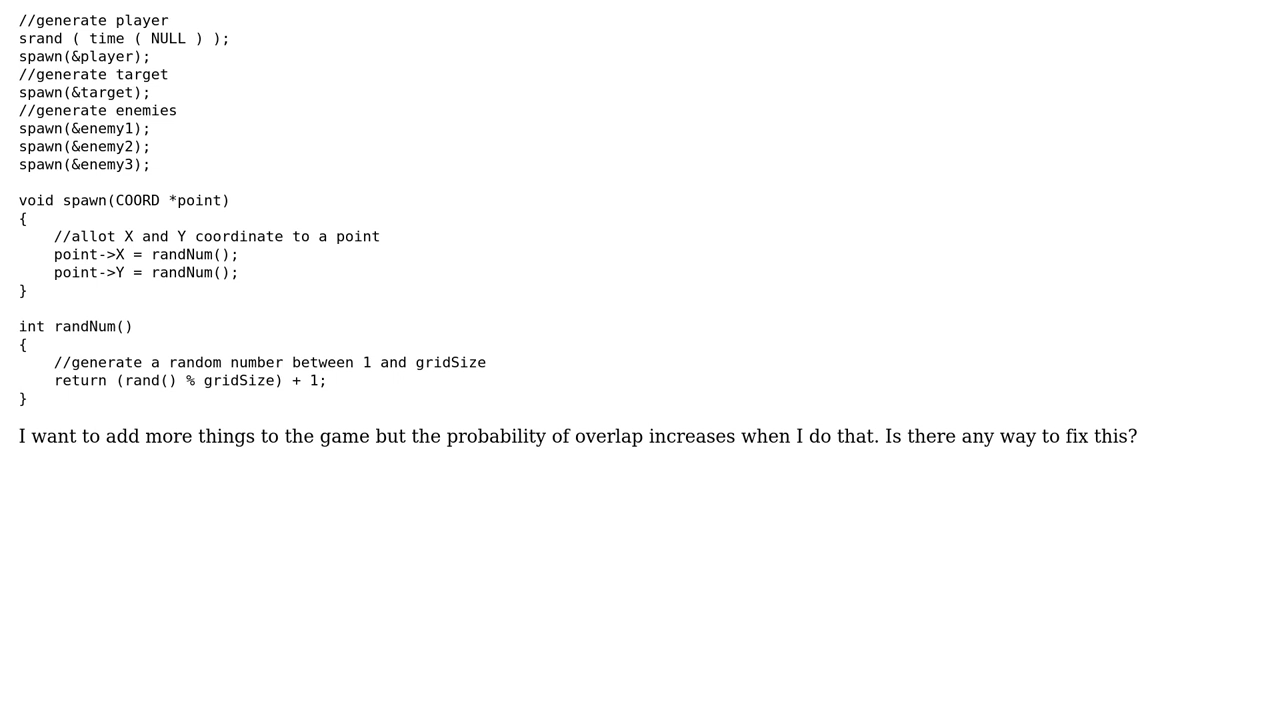 //generate player
srand ( time ( NULL ) );
spawn(&player);
//generate target
spawn(&target);
//generate enemies
spawn(&enemy1);
spawn(&enemy2);
spawn(&enemy3);

void spawn(COORD *point)
{
    //allot X and Y coordinate to a point
    point->X = randNum();
    point->Y = randNum();
}

int randNum()
{
    //generate a random number between 1 and gridSize
    return (rand() % gridSize) + 1;
}
I want to add more things to the game but the probability of overlap increases when I do that. Is there any way to fix this?